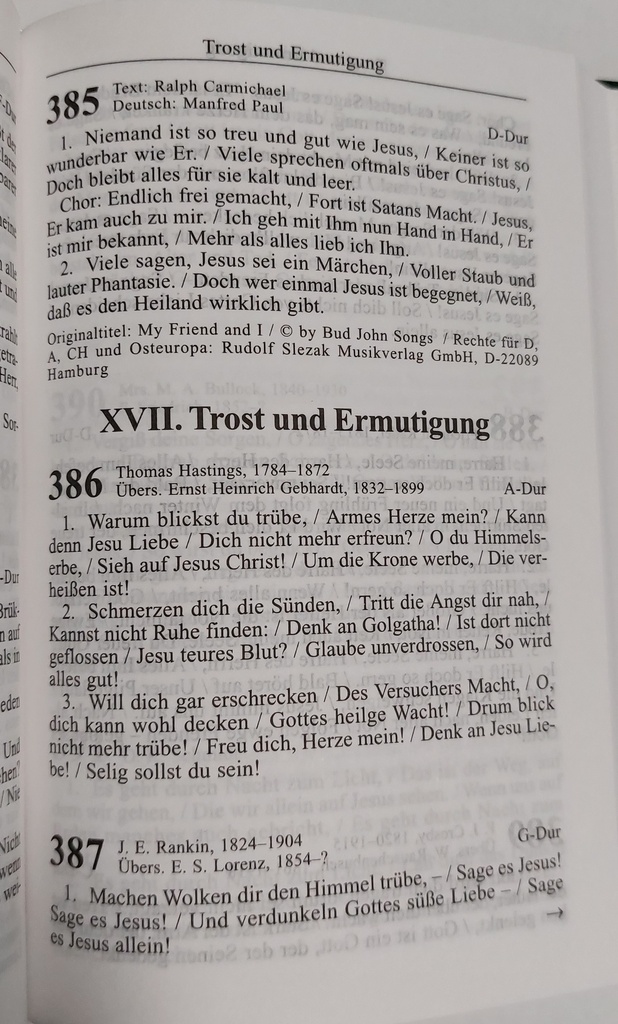 Trost und Ermutigung
385 Text: Ralph Carmichael
Deutsch: Manfred Paul
D-Dur
1. Niemand ist so treu und gut wie Jesus, / Keiner ist so
wunderbar wie Er. / Viele sprechen oftmals über Christus, /
Doch bleibt alles für sie kalt und leer.
Chor: Endlich frei gemacht, / Fort ist Satans Macht. / Jesus,
Er kam auch zu mir. / Ich geh mit Ihm nun Hand in Hand, / Er
ist mir bekannt, / Mehr als alles lieb ich Ihn.
2. Viele sagen, Jesus sei ein Märchen, / Voller Staub und
lauter Phantasie. / Doch wer einmal Jesus ist begegnet, / Weiß,
daß es den Heiland wirklich gibt.
Originaltitel: My Friend and I / © by Bud John Songs / Rechte für D,
A, CH und Osteuropa: Rudolf Slezak Musikverlag GmbH, D-22089
Hamburg
XVII. Trost und Ermutigung
386 Thomas Hastings, 1784–1872
Übers. Ernst Heinrich Gebhardt, 1832–1899 A-Dur
1. Warum blickst du trübe, / Armes Herze mein? / Kann
denn Jesu Liebe / Dich nicht mehr erfreun? / O du Himmels-
erbe, / Sieh auf Jesus Christ! / Um die Krone werbe, / Die ver-
heißen ist!
2. Schmerzen dich die Sünden, / Tritt die Angst dir nah, /
Kannst nicht Ruhe finden: / Denk an Golgatha! / Ist dort nicht
geflossen / Jesu teures Blut? / Glaube unverdrossen, / So wird
alles gut!
3. Will dich gar erschrecken / Des Versuchers Macht, / O,
dich kann wohl decken / Gottes heilge Wacht! / Drum blick
nicht mehr trübe! / Freu dich, Herze mein! / Denk an Jesu Lie-
be! / Selig sollst du sein!
387 J. E. Rankin, 1824–1904
Übers. E. S. Lorenz, 1854–?
G-Dur
1. Machen Wolken dir den Himmel trübe, – / Sage es Jesus!
Sage es Jesus! / Und verdunkeln Gottes süße Liebe – / Sage
es Jesus allein!
→